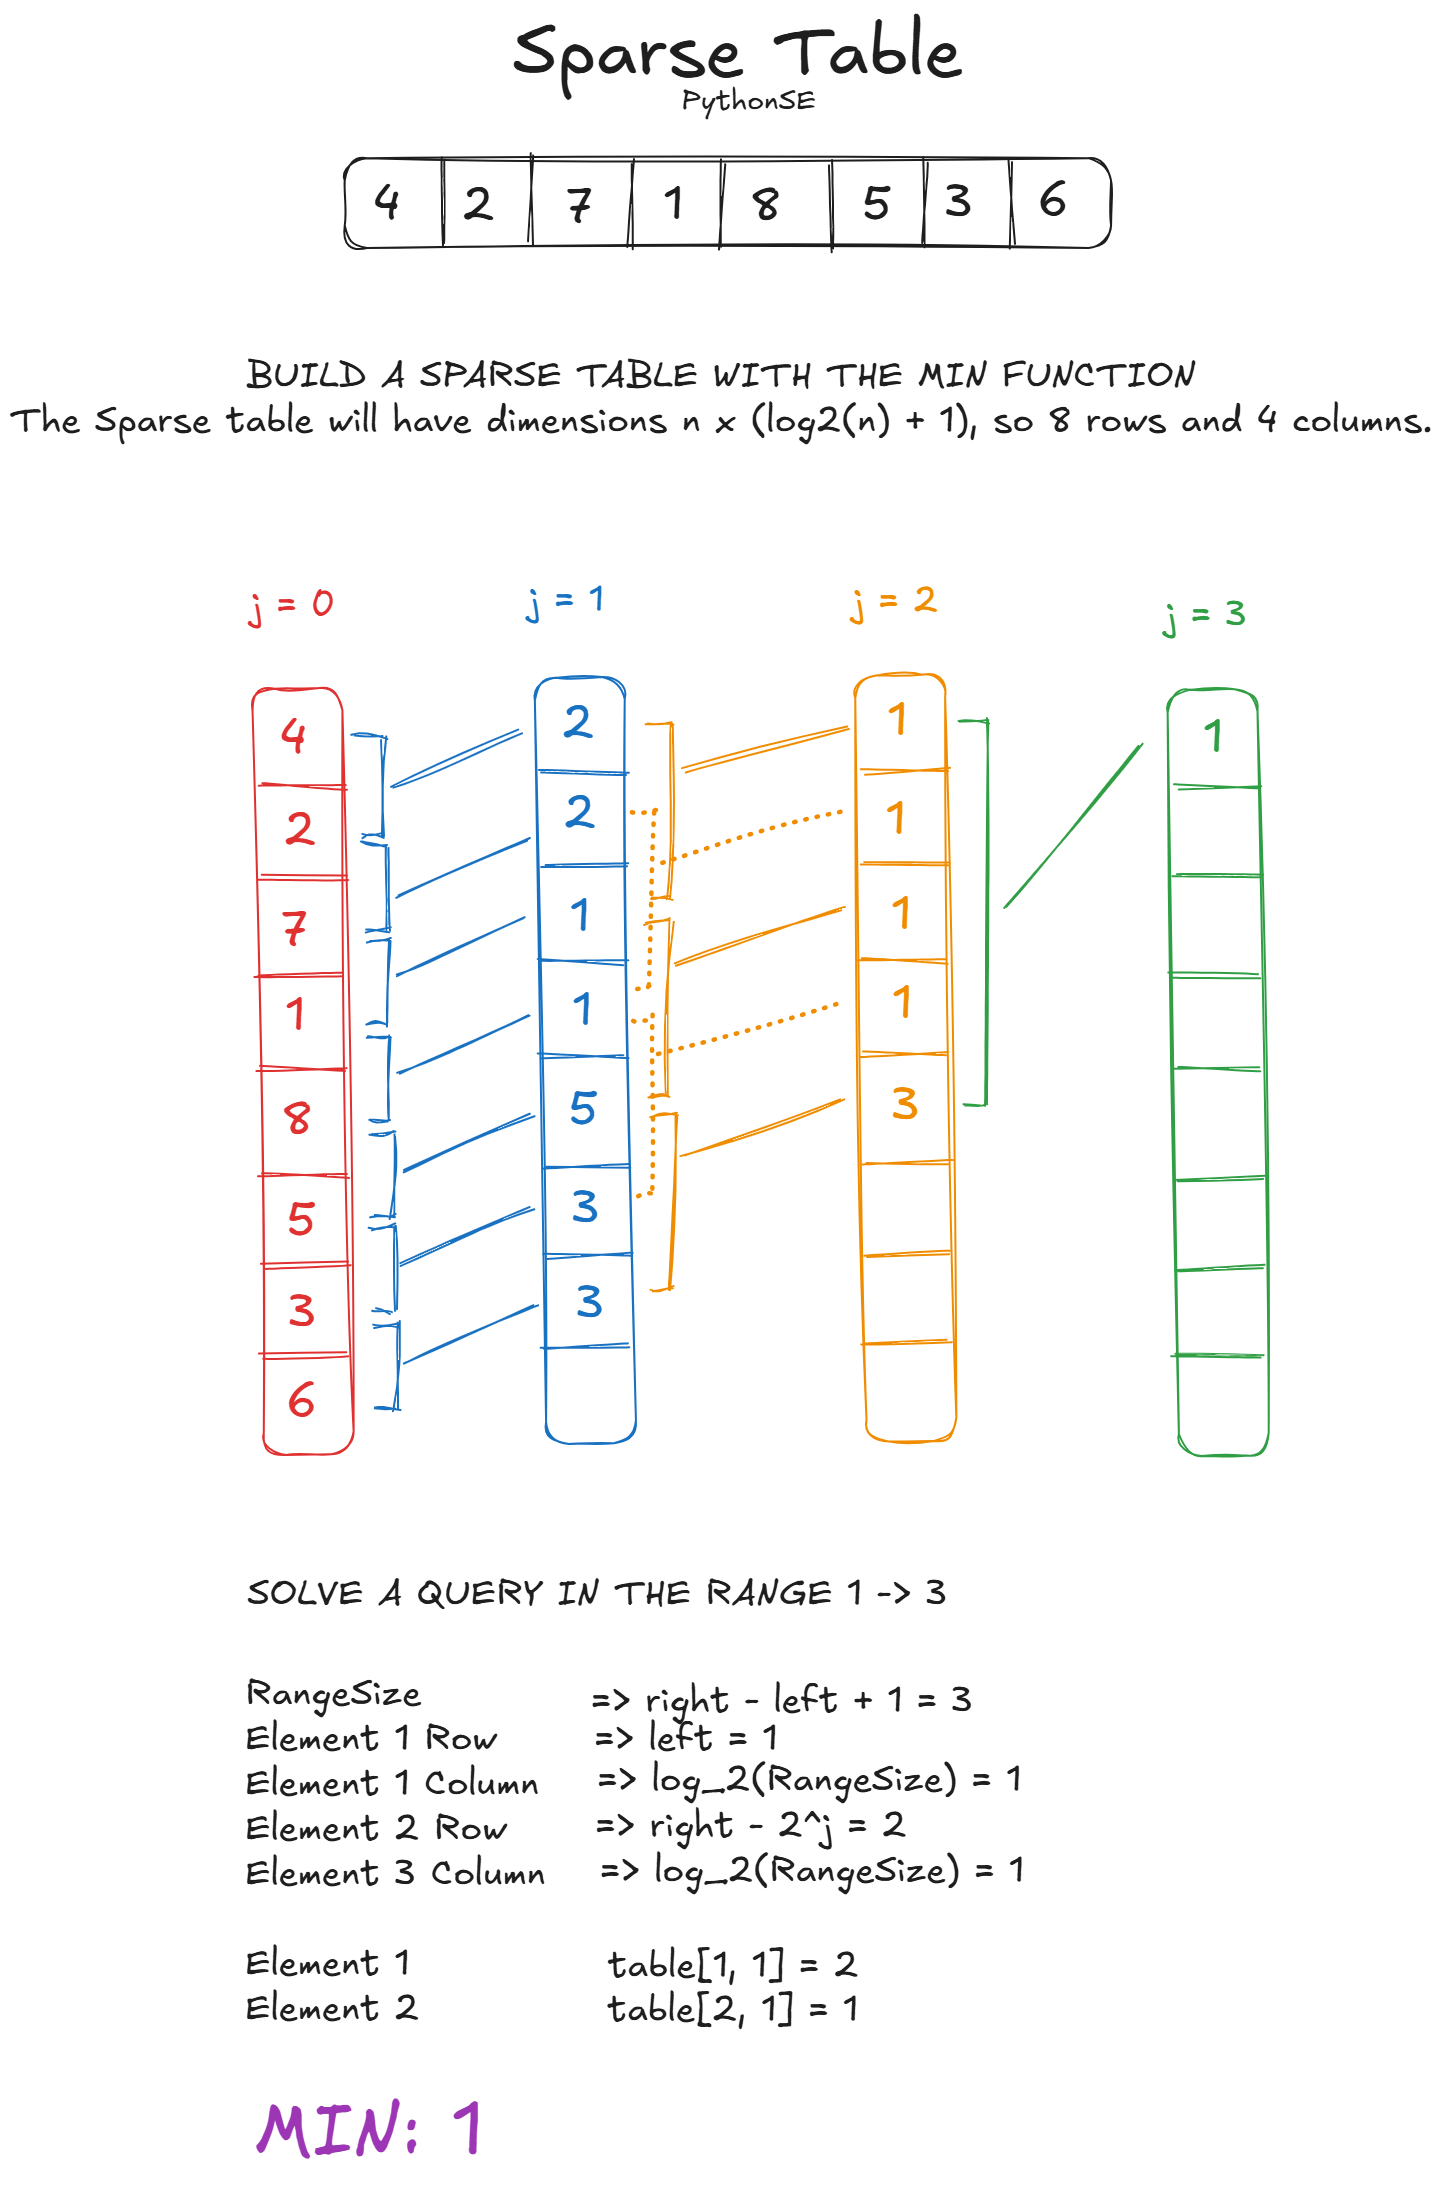 Sparse Table
PythonSE
4 2 7 1 8 5 3 6
BUILD A SPARSE TABLE WITH THE MIN FUNCTION
The Sparse table will have dimensions n x (log2(n) + 1), so 8 rows and 4 columns.
j = 0 j = 1 j = 2 j = 3
4 2 1 1
2 2 1
7 1 1
1 1 1
8 5 3
5 3
3 3
6
SOLVE A QUERY IN THE RANGE 1 -> 3
RangeSize => right - left + 1 = 3
Element 1 Row => left = 1
Element 1 Column => log_2(RangeSize) = 1
Element 2 Row => right - 2^j = 2
Element 3 Column => log_2(RangeSize) = 1
Element 1 table[1, 1] = 2
Element 2 table[2, 1] = 1
MIN: 1